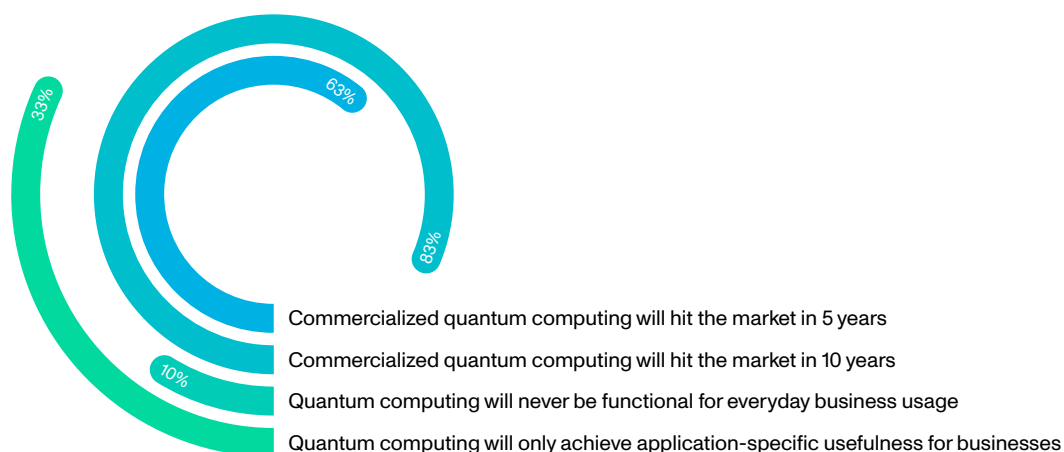 63%
33%
83%
Commercialized quantum computing will hit the market in 5 years
Commercialized quantum computing will hit the market in 10 years
10%
Quantum computing will never be functional for everyday business usage
Quantum computing will only achieve application-specific usefulness for businesses